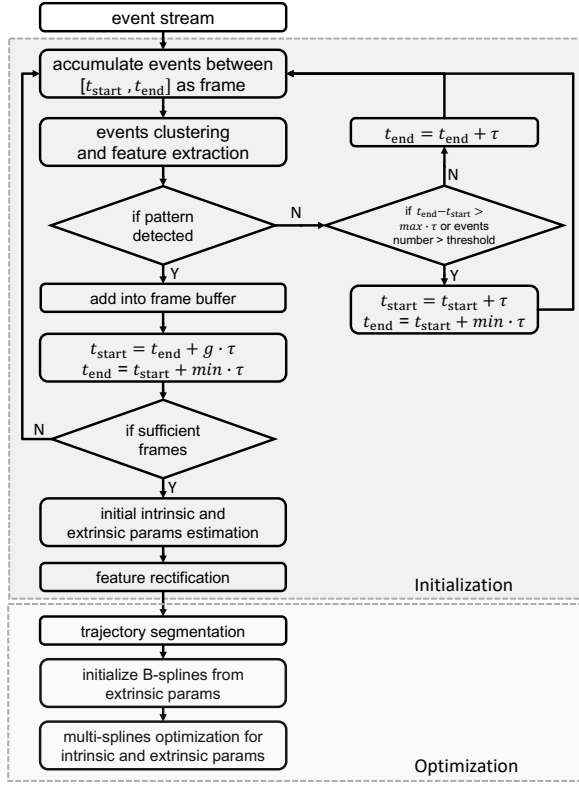 event stream
accumulate events between
[t_start , t_end] as frame
events clustering
and feature extraction
t_end = t_end + τ
N
if pattern
detected
N
if t_end−t_start >
max · τ or events
number > threshold
Y
Y
add into frame buffer
t_start = t_start + τ
t_end = t_start + min · τ
t_start = t_end + g · τ
t_end = t_start + min · τ
N
if sufficient
frames
Y
initial intrinsic and
extrinsic params estimation
feature rectification
Initialization
trajectory segmentation
initialize B-splines from
extrinsic params
multi-splines optimization for
intrinsic and extrinsic params
Optimization